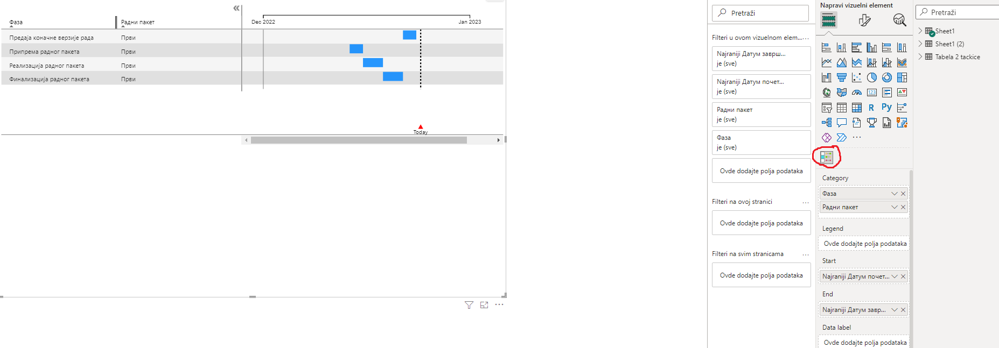 Фаза
Радни пакет
Dec 2022
Jan 2023
Предаја коначне верзије рада
Први
Припрема радног пакета
Први
Реализација радног пакета
Први
Финализација радног пакета
Први
Today
Pretraži
Filteri u ovom vizuelnom elem...
Najraniji Датум заврш...
je (sve)
Najraniji Датум почет...
je (sve)
Радни пакет
je (sve)
Фаза
je (sve)
Ovde dodajte polja podataka
Filteri na ovoj stranici
Ovde dodajte polja podataka
Filteri na svim stranicama
Ovde dodajte polja podataka
Napravi vizuelni element
123
R
Py
Category
Фаза
Радни пакет
Legend
Ovde dodajte polja podataka
Start
Najraniji Датум почет...
End
Najraniji Датум завр...
Data label
Ovde dodajte polja podataka
Pretraži
Sheet1
Sheet1 (2)
Tabela 2 tackice